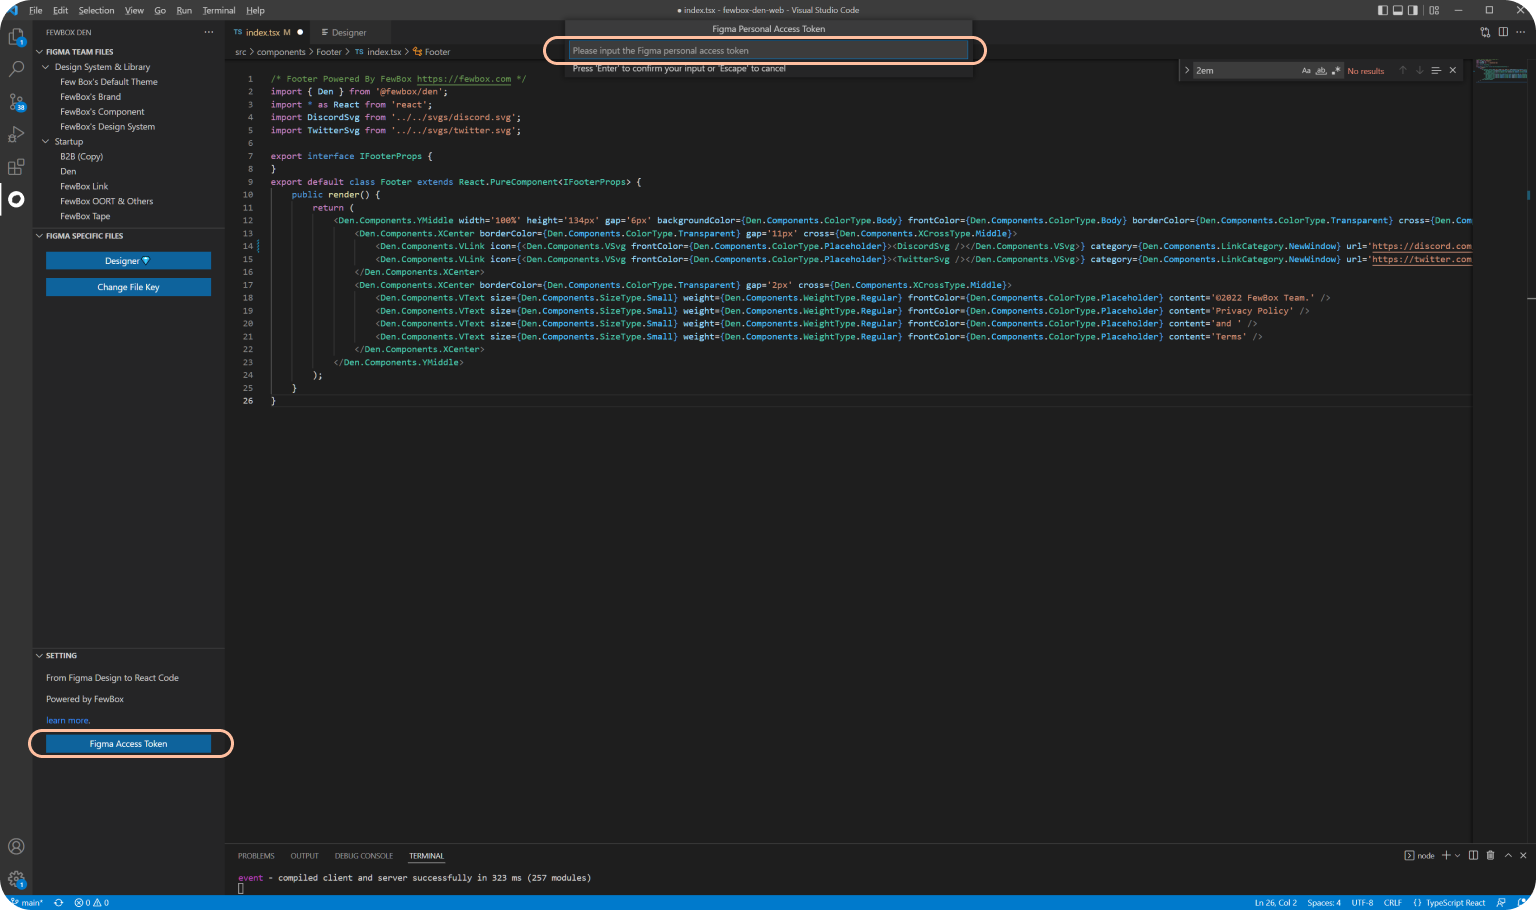 File Edit Selection View Go Run Terminal Help
● index.tsx - fewbox-den-web - Visual Studio Code
FEWBOX DEN
FIGMA TEAM FILES
Design System & Library
Few Box's Default Theme
FewBox's Brand
FewBox's Component
FewBox's Design System
Startup
B2B (Copy)
Den
FewBox Link
FewBox OORT & Others
FewBox Tape
FIGMA SPECIFIC FILES
Designer
Change File Key
SETTING
From Figma Design to React Code
Powered by FewBox
learn more.
Figma Access Token
1
38
1
TS index.tsx M
Designer
src > components > Footer > TS index.tsx > Footer
Figma Personal Access Token
Please input the Figma personal access token
Press 'Enter' to confirm your input or 'Escape' to cancel
2em
Aa ab
No results
1 /* Footer Powered By FewBox https://fewbox.com */
2 import { Den } from '@fewbox/den';
3 import * as React from 'react';
4 import DiscordSvg from '../../svgs/discord.svg';
5 import TwitterSvg from '../../svgs/twitter.svg';
6
7 export interface IFooterProps {
8 }
9 export default class Footer extends React.PureComponent<IFooterProps> {
10 public render() {
11 return (
12 <Den.Components.YMiddle width='100%' height='134px' gap='6px' backgroundColor={Den.Components.ColorType.Body} frontColor={Den.Components.ColorType.Body} borderColor={Den.Components.ColorType.Transparent} cross={Den.Com
13 <Den.Components.XCenter borderColor={Den.Components.ColorType.Transparent} gap='11px' cross={Den.Components.XCrossType.Middle}>
14 <Den.Components.VLink icon={<Den.Components.VSvg frontColor={Den.Components.ColorType.Placeholder}><DiscordSvg /></Den.Components.VSvg>} category={Den.Components.LinkCategory.NewWindow} url='https://discord.com
15 <Den.Components.VLink icon={<Den.Components.VSvg frontColor={Den.Components.ColorType.Placeholder}><TwitterSvg /></Den.Components.VSvg>} category={Den.Components.LinkCategory.NewWindow} url='https://twitter.com
16 </Den.Components.XCenter>
17 <Den.Components.XCenter borderColor={Den.Components.ColorType.Transparent} gap='2px' cross={Den.Components.XCrossType.Middle}>
18 <Den.Components.VText size={Den.Components.SizeType.Small} weight={Den.Components.WeightType.Regular} frontColor={Den.Components.ColorType.Placeholder} content='©2022 FewBox Team.' />
19 <Den.Components.VText size={Den.Components.SizeType.Small} weight={Den.Components.WeightType.Regular} frontColor={Den.Components.ColorType.Placeholder} content='Privacy Policy' />
20 <Den.Components.VText size={Den.Components.SizeType.Small} weight={Den.Components.WeightType.Regular} frontColor={Den.Components.ColorType.Placeholder} content='and ' />
21 <Den.Components.VText size={Den.Components.SizeType.Small} weight={Den.Components.WeightType.Regular} frontColor={Den.Components.ColorType.Placeholder} content='Terms' />
22 </Den.Components.XCenter>
23 </Den.Components.YMiddle>
24 );
25 }
26 }
PROBLEMS OUTPUT DEBUG CONSOLE TERMINAL
node
event - compiled client and server successfully in 323 ms (257 modules)
main* 0 0
Ln 26, Col 2 Spaces: 4 UTF-8 CRLF {} TypeScript React